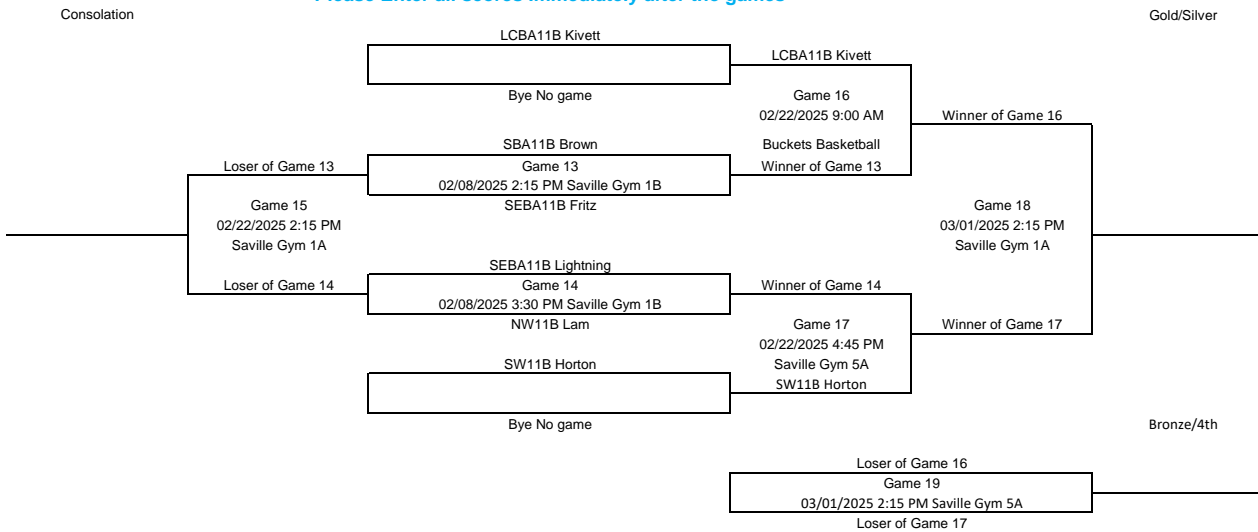 Please Enter all scores immediately after the games
Consolation
Gold/Silver
LCBA11B Kivett
LCBA11B Kivett
Bye No game
Game 16
02/22/2025 9:00 AM
Winner of Game 16
SBA11B Brown
Buckets Basketball
Loser of Game 13
Game 13
Winner of Game 13
02/08/2025 2:15 PM Saville Gym 1B
SEBA11B Fritz
Game 15
02/22/2025 2:15 PM
Saville Gym 1A
Game 18
03/01/2025 2:15 PM
Saville Gym 1A
SEBA11B Lightning
Loser of Game 14
Game 14
Winner of Game 14
02/08/2025 3:30 PM Saville Gym 1B
NW11B Lam
Game 17
Winner of Game 17
02/22/2025 4:45 PM
Saville Gym 5A
SW11B Horton
SW11B Horton
Bye No game
Bronze/4th
Loser of Game 16
Game 19
03/01/2025 2:15 PM Saville Gym 5A
Loser of Game 17